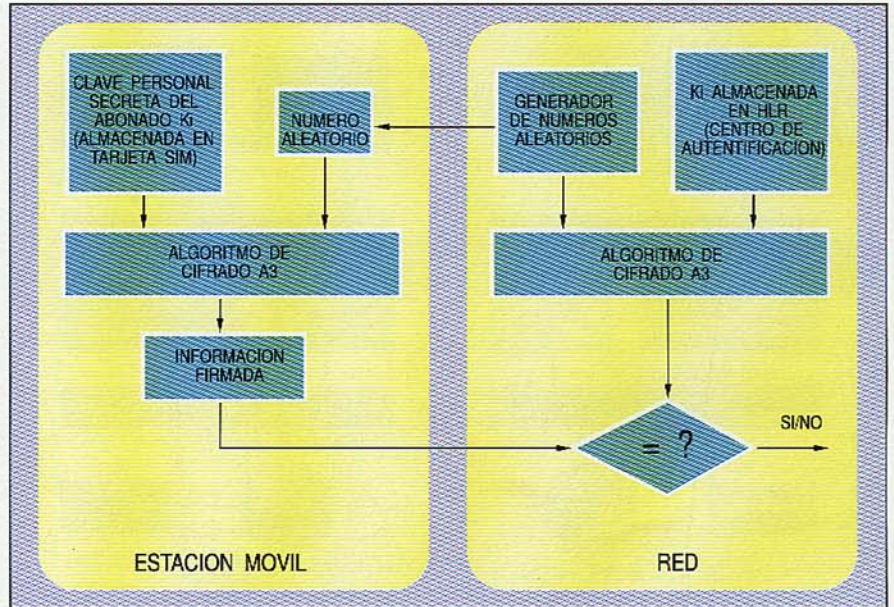 CLAVE PERSONAL
SECRETA DEL
ABONADO Ki
(ALMACENADA EN
TARJETA SIM)
NUMERO
ALEATORIO
GENERADOR
DE NUMEROS
ALEATORIOS
Ki ALMACENADA
EN HLR
(CENTRO DE
AUTENTIFICACION)
ALGORITMO DE
CIFRADO A3
ALGORITMO DE
CIFRADO A3
INFORMACION
FIRMADA
= ?
SI/NO
ESTACION MOVIL
RED